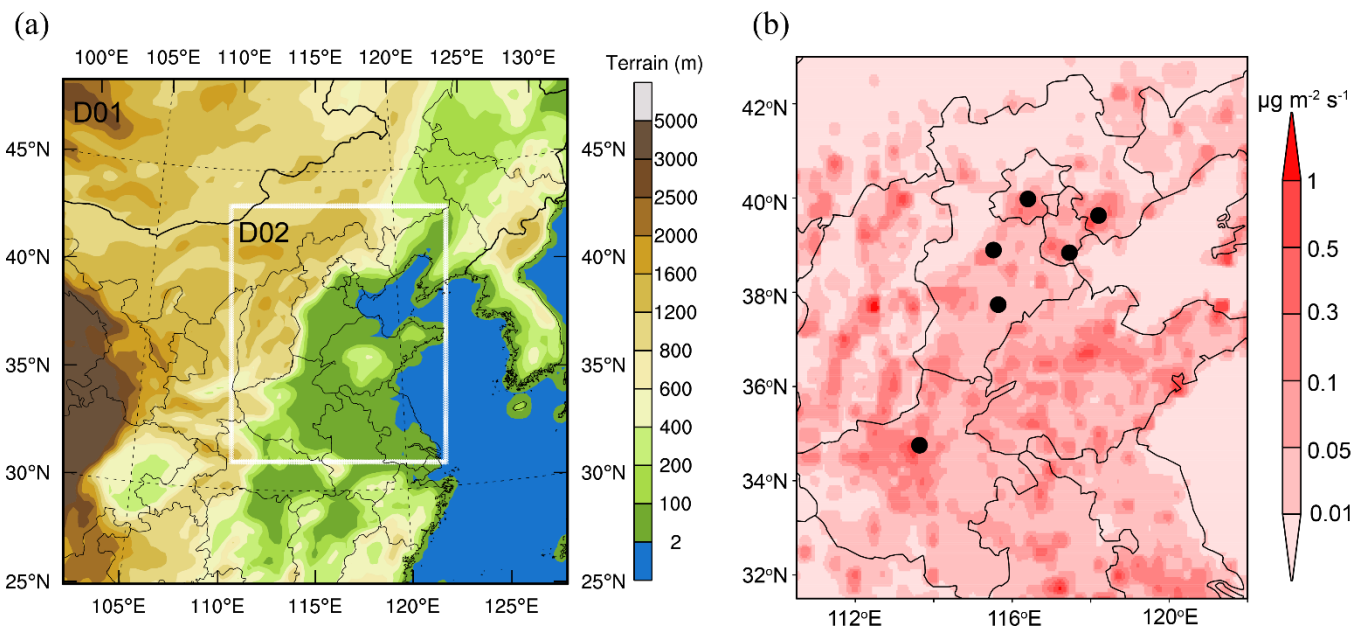 (a)
(b)
100°E 105°E 110°E 115°E 120°E 125°E 130°E
Terrain (m)
D01
D02
45°N
40°N
35°N
30°N
25°N
45°N
40°N
35°N
30°N
25°N
105°E 110°E 115°E 120°E 125°E
5000
3000
2500
2000
1600
1200
800
600
400
200
100
2
42°N
40°N
38°N
36°N
34°N
32°N
112°E 116°E 120°E
µg m⁻² s⁻¹
1
0.5
0.3
0.1
0.05
0.01